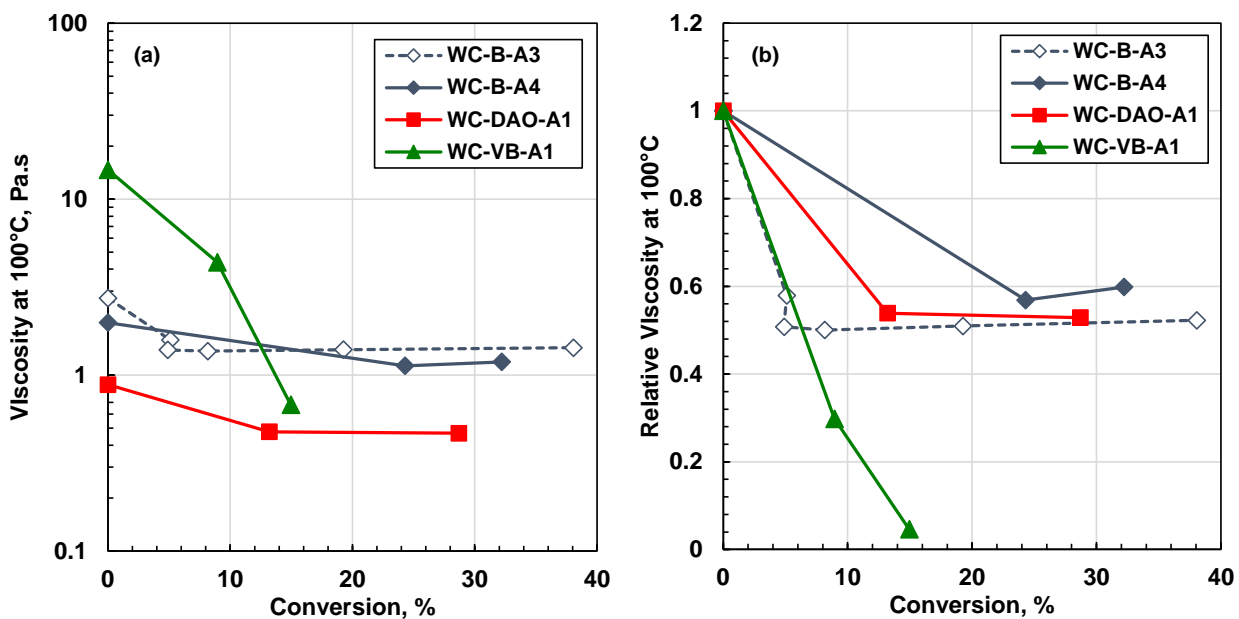 (a)
WC-B-A3
WC-B-A4
WC-DAO-A1
WC-VB-A1
100
10
1
0.1
0 10 20 30 40
VIscosity at 100°C, Pa.s
Conversion, %
(b)
WC-B-A3
WC-B-A4
WC-DAO-A1
WC-VB-A1
1.2
1
0.8
0.6
0.4
0.2
0
0 10 20 30 40
Relative VIscosity at 100°C
Conversion, %